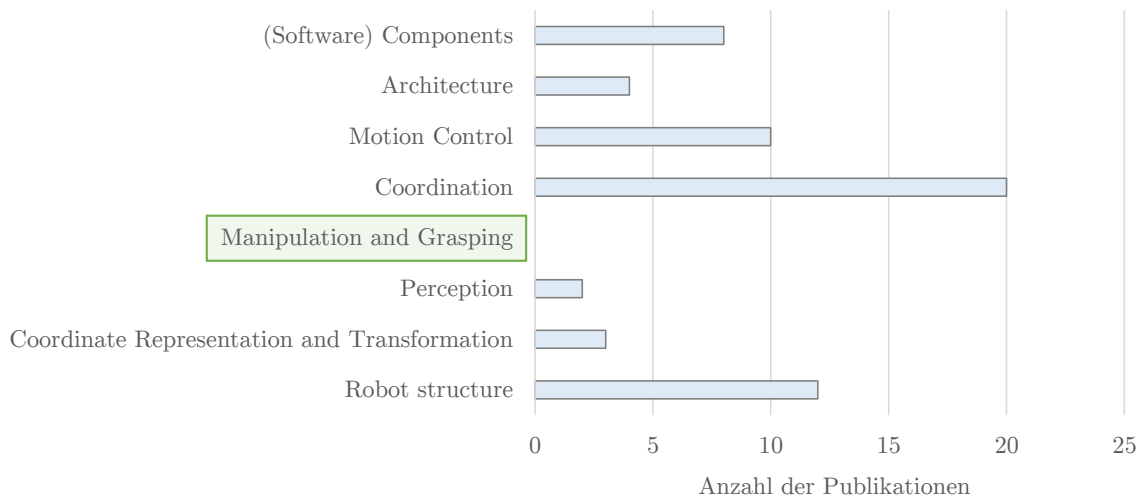 (Software) Components
Architecture
Motion Control
Coordination
Manipulation and Grasping
Perception
Coordinate Representation and Transformation
Robot structure
0 5 10 15 20 25
Anzahl der Publikationen